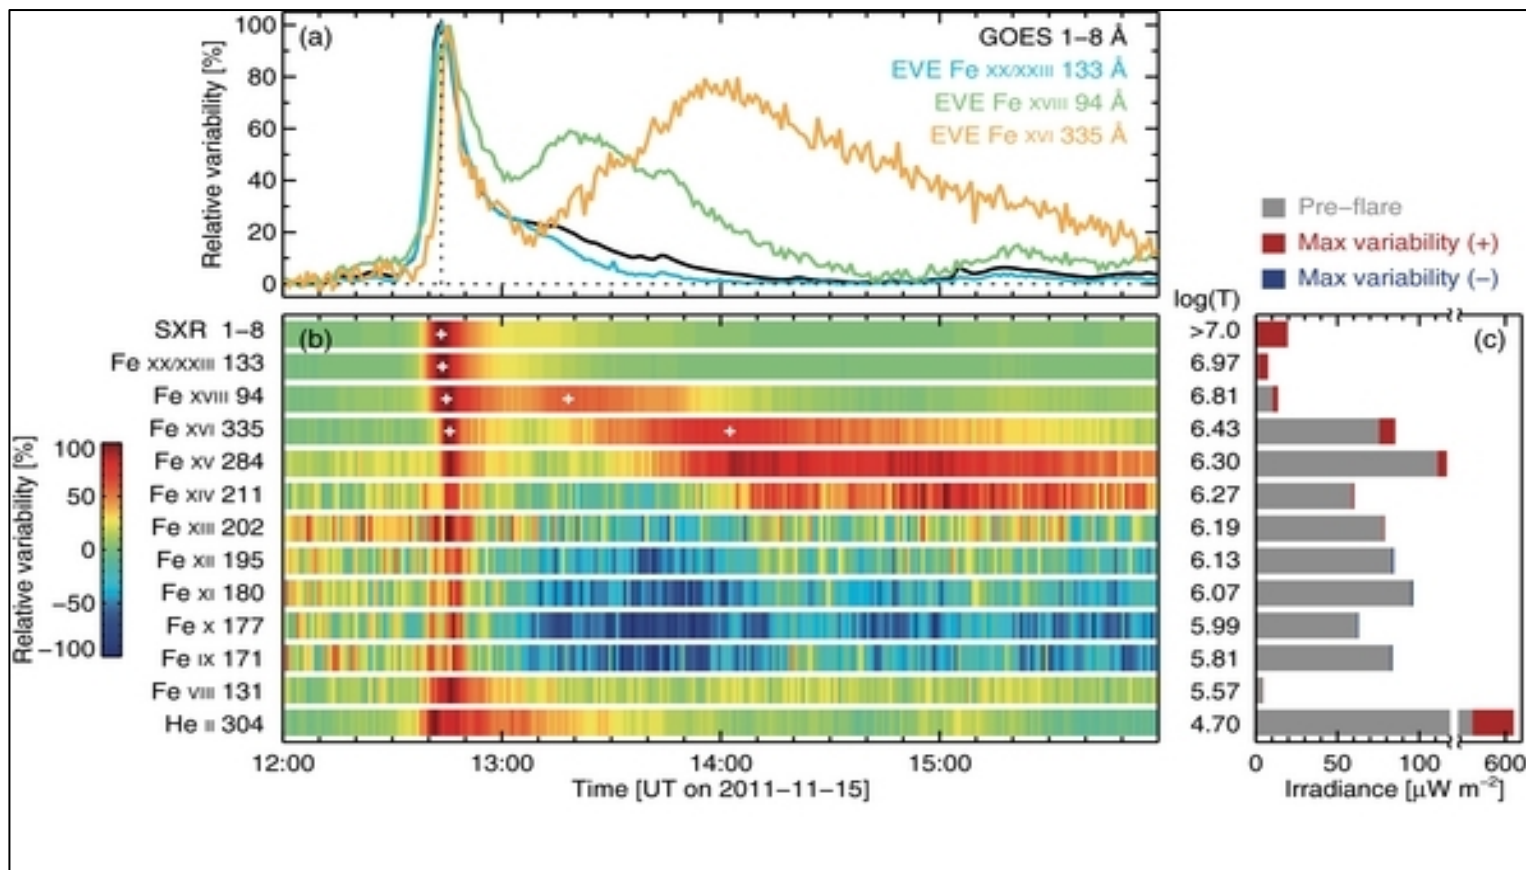 (a)
GOES 1–8 Å
EVE Fe XX/XXIII 133 Å
EVE Fe XVIII 94 Å
EVE Fe XVI 335 Å
Relative variability [%]
100
80
60
40
20
0
Pre–flare
Max variability (+)
Max variability (–)
(b)
SXR 1–8
Fe XX/XXIII 133
Fe XVIII 94
Fe XVI 335
Fe XV 284
Fe XIV 211
Fe XIII 202
Fe XII 195
Fe XI 180
Fe X 177
Fe IX 171
Fe VIII 131
He II 304
Relative variability [%]
100
50
0
−50
−100
12:00 13:00 14:00 15:00
Time [UT on 2011–11–15]
log(T)
(c)
>7.0
6.97
6.81
6.43
6.30
6.27
6.19
6.13
6.07
5.99
5.81
5.57
4.70
0 50 100 600
Irradiance [μW m⁻²]